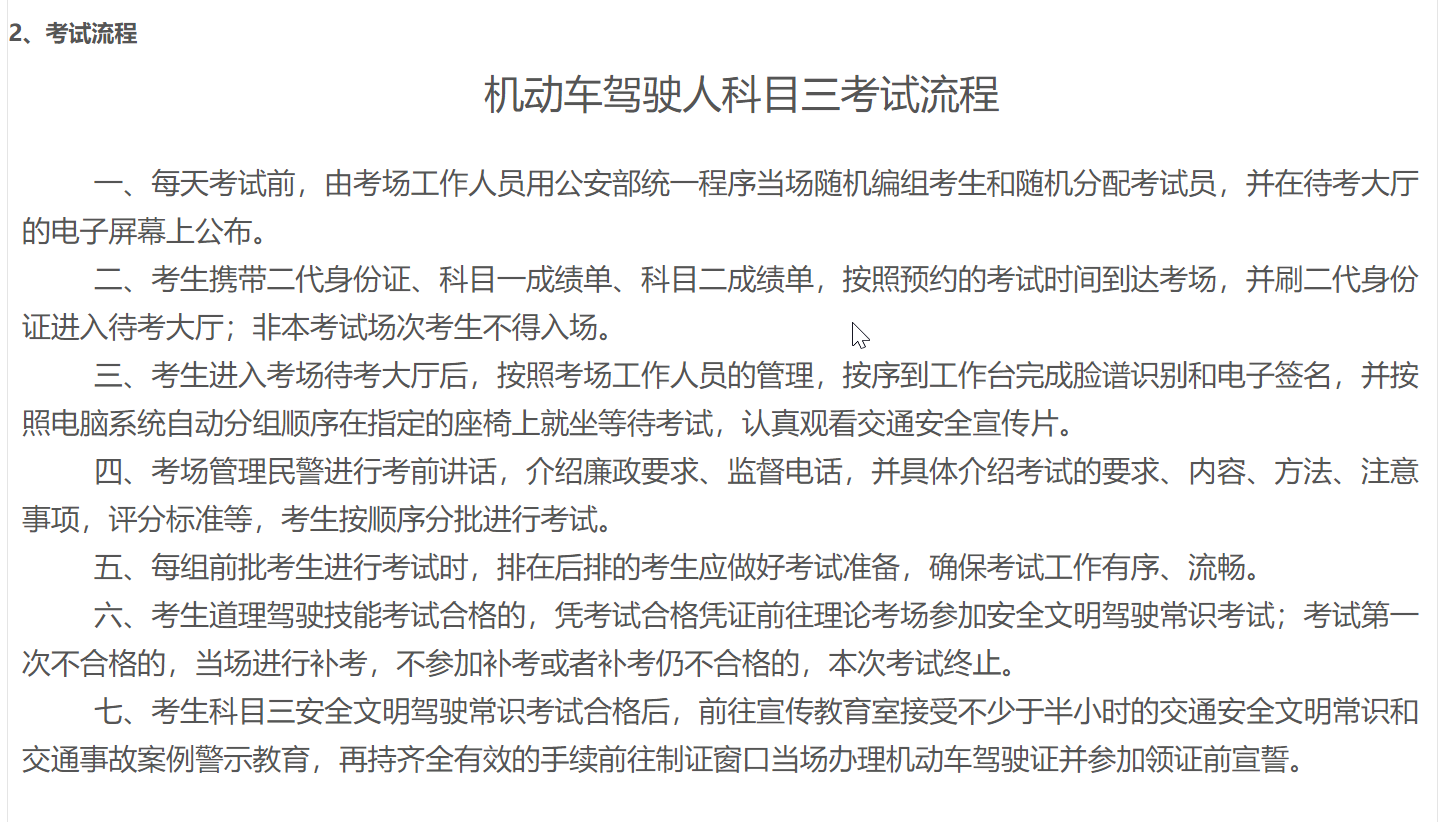 2、考试流程
机动车驾驶人科目三考试流程
一、每天考试前，由考场工作人员用公安部统一程序当场随机编组考生和随机分配考试员，并在待考大厅
的电子屏幕上公布。
二、考生携带二代身份证、科目一成绩单、科目二成绩单，按照预约的考试时间到达考场，并刷二代身份
证进入待考大厅；非本考试场次考生不得入场。
三、考生进入考场待考大厅后，按照考场工作人员的管理，按序到工作台完成脸谱识别和电子签名，并按
照电脑系统自动分组顺序在指定的座椅上就坐等待考试，认真观看交通安全宣传片。
四、考场管理民警进行考前讲话，介绍廉政要求、监督电话，并具体介绍考试的要求、内容、方法、注意
事项，评分标准等，考生按顺序分批进行考试。
五、每组前批考生进行考试时，排在后排的考生应做好考试准备，确保考试工作有序、流畅。
六、考生道理驾驶技能考试合格的，凭考试合格凭证前往理论考场参加安全文明驾驶常识考试；考试第一
次不合格的，当场进行补考，不参加补考或者补考仍不合格的，本次考试终止。
七、考生科目三安全文明驾驶常识考试合格后，前往宣传教育室接受不少于半小时的交通安全文明常识和
交通事故案例警示教育，再持齐全有效的手续前往制证窗口当场办理机动车驾驶证并参加领证前宣誓。